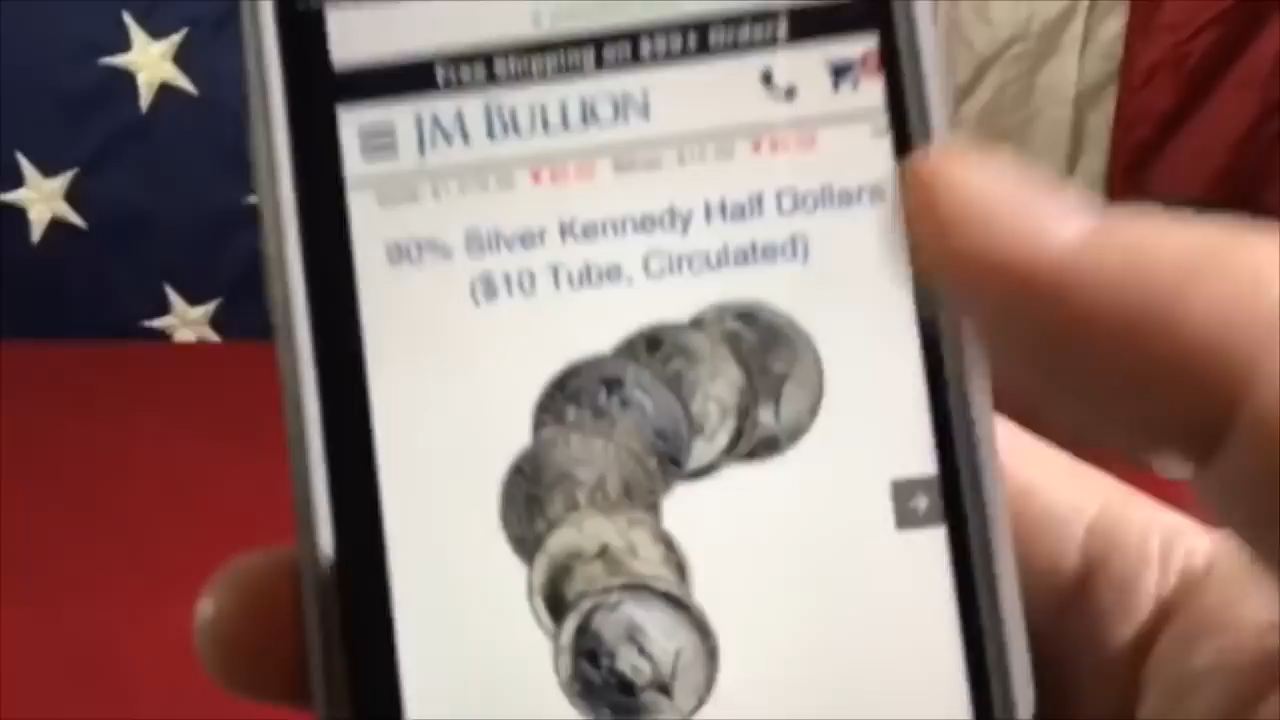 Free Shipping on $99+ Orders
JM BULLION
90% Silver Kennedy Half Dollars
($10 Tube, Circulated)